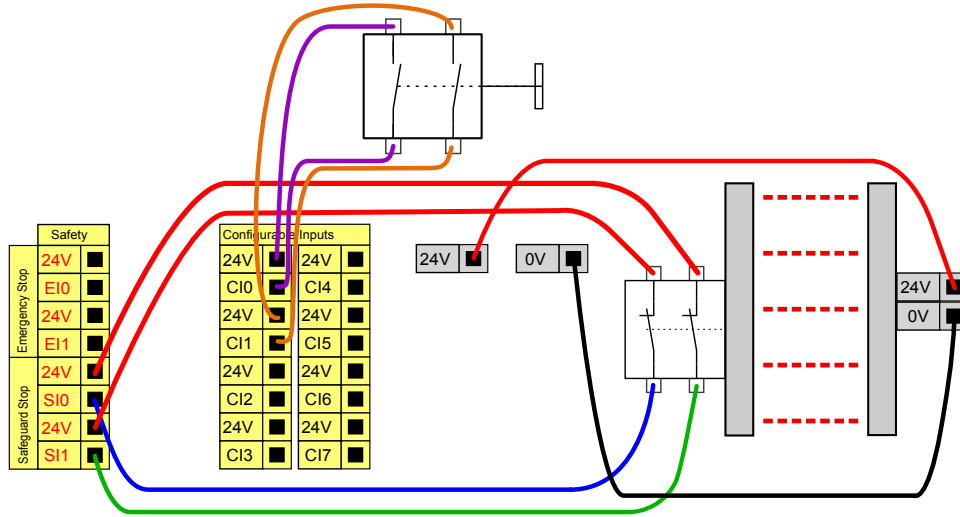 Safety
Emergency Stop
24V
EI0
24V
EI1
Safeguard Stop
24V
SI0
24V
SI1
Configurable Inputs
24V 24V
CI0 CI4
24V 24V
CI1 CI5
24V 24V
CI2 CI6
24V 24V
CI3 CI7
24V
0V
24V
0V